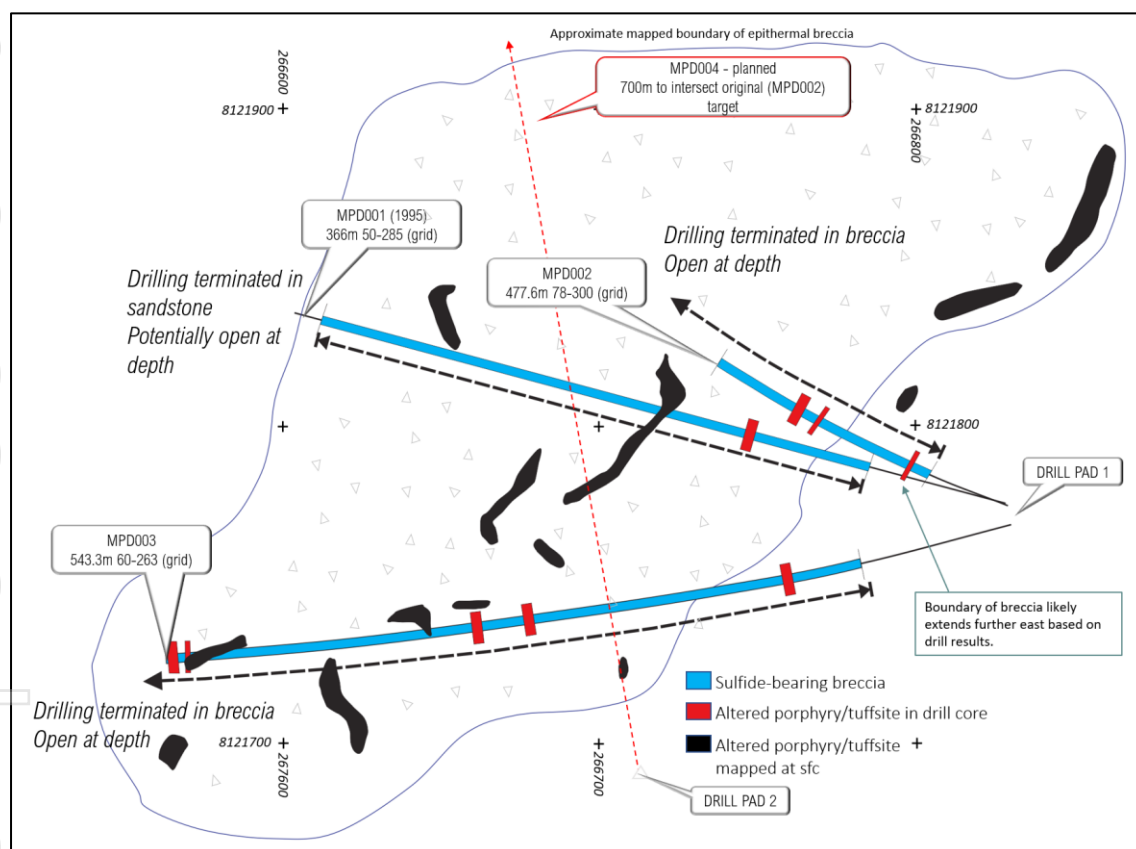 Approximate mapped boundary of epithermal breccia
266600
8121900
MPD004 - planned
700m to intersect original (MPD002)
target
8121900
266800
MPD001 (1995)
366m 50-285 (grid)
Drilling terminated in breccia
Open at depth
Drilling terminated in
sandstone
Potentially open at
depth
MPD002
477.6m 78-300 (grid)
8121800
DRILL PAD 1
MPD003
543.3m 60-263 (grid)
Boundary of breccia likely
extends further east based on
drill results.
Sulfide-bearing breccia
Altered porphyry/tuffsite in drill core
Altered porphyry/tuffsite
mapped at sfc
Drilling terminated in breccia
Open at depth
8121700
267600
266700
DRILL PAD 2